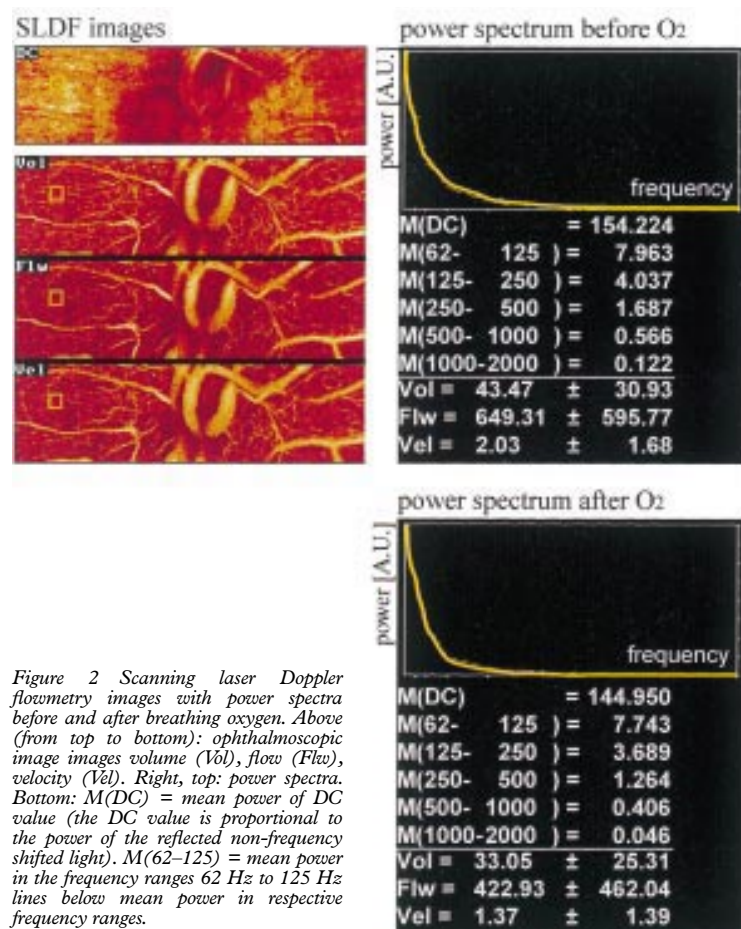 SLDF images
DC
Vol
Flw
Vel
power spectrum before O2
power [A.U.]
frequency
M(DC) = 154.224
M(62- 125 ) = 7.963
M(125- 250 ) = 4.037
M(250- 500 ) = 1.687
M(500- 1000 ) = 0.566
M(1000-2000 ) = 0.122
Vol = 43.47 ± 30.93
Flw = 649.31 ± 595.77
Vel = 2.03 ± 1.68
power spectrum after O2
power [A.U.]
frequency
M(DC) = 144.950
M(62- 125 ) = 7.743
M(125- 250 ) = 3.689
M(250- 500 ) = 1.264
M(500- 1000 ) = 0.406
M(1000-2000 ) = 0.046
Vol = 33.05 ± 25.31
Flw = 422.93 ± 462.04
Vel = 1.37 ± 1.39
Figure 2 Scanning laser Doppler
flowmetry images with power spectra
before and after breathing oxygen. Above
(from top to bottom): ophthalmoscopic
image images volume (Vol), flow (Flw),
velocity (Vel). Right, top: power spectra.
Bottom: M(DC) = mean power of DC
value (the DC value is proportional to
the power of the reflected non-frequency
shifted light). M(62–125) = mean power
in the frequency ranges 62 Hz to 125 Hz
lines below mean power in respective
frequency ranges.